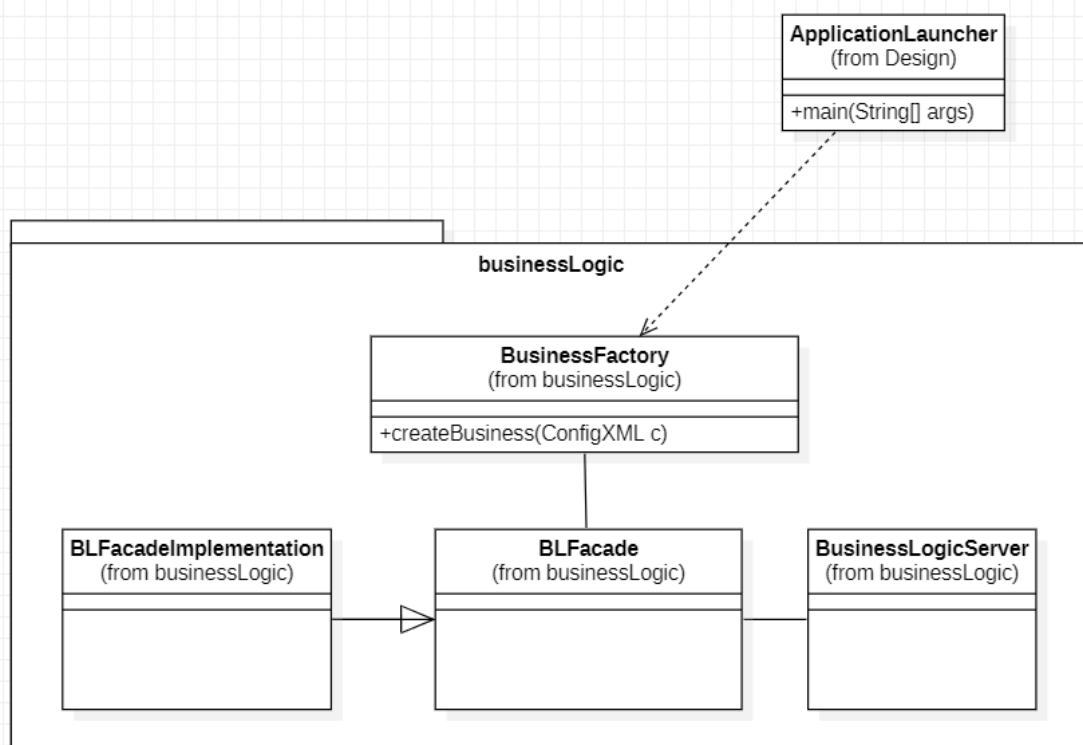 ApplicationLauncher
(from Design)
+main(String[] args)
businessLogic
BusinessFactory
(from businessLogic)
+createBusiness(ConfigXML c)
BLFacadeImplementation
(from businessLogic)
BLFacade
(from businessLogic)
BusinessLogicServer
(from businessLogic)